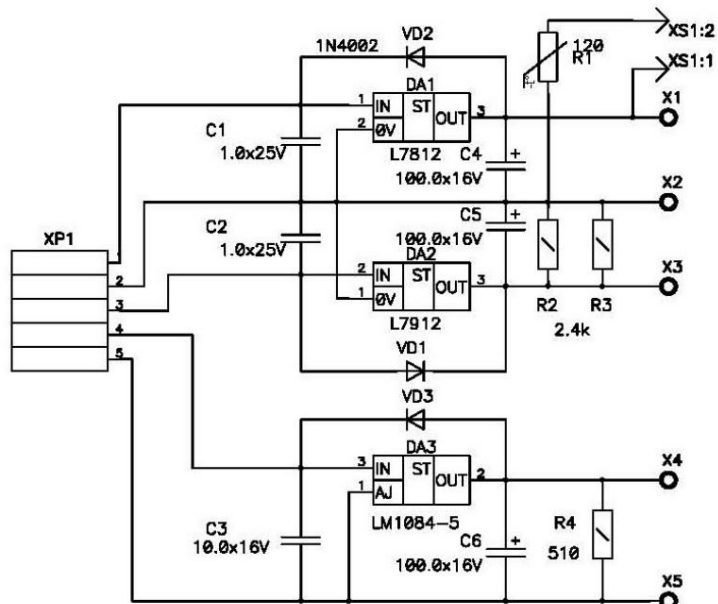 VD2
1N4002
120
R1
XS1:2
XS1:1
DA1
1 IN ST OUT 3
2 0V
L7812
C1
1.0x25V
C4 +
100.0x16V
X1
X2
C2
1.0x25V
C5 +
100.0x16V
XP1
1
2
3
4
5
DA2
2 IN ST OUT 3
1 0V
L7912
X3
R2 R3
2.4k
VD1
VD3
DA3
3 IN ST OUT 2
1 AJ
LM1084-5
X4
C3
10.0x16V
C6 +
100.0x16V
R4
510
X5